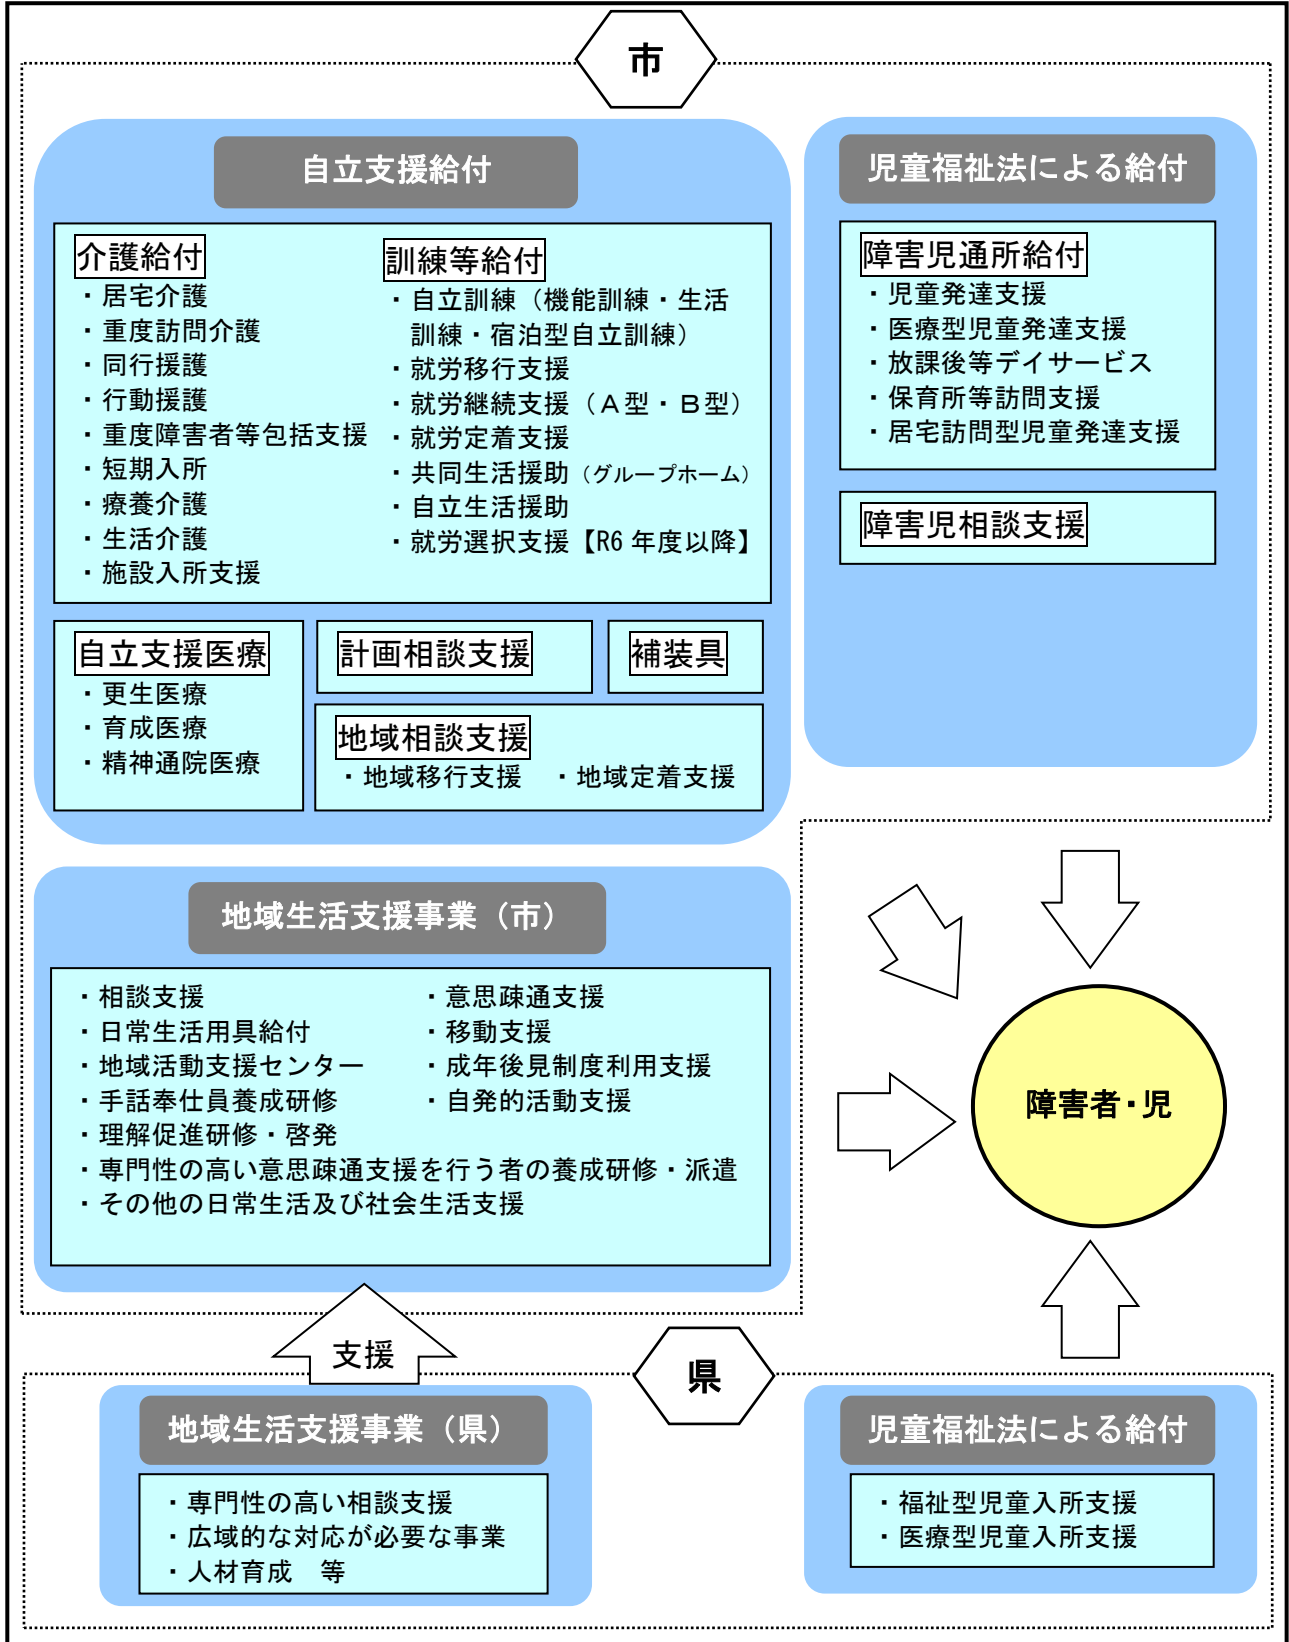 市
自立支援給付
介護給付
・居宅介護
・重度訪問介護
・同行援護
・行動援護
・重度障害者等包括支援
・短期入所
・療養介護
・生活介護
・施設入所支援
訓練等給付
・自立訓練（機能訓練・生活
訓練・宿泊型自立訓練）
・就労移行支援
・就労継続支援（Ａ型・Ｂ型）
・就労定着支援
・共同生活援助（グループホーム）
・自立生活援助
・就労選択支援【R6 年度以降】
自立支援医療
・更生医療
・育成医療
・精神通院医療
計画相談支援
補装具
地域相談支援
・地域移行支援　・地域定着支援
児童福祉法による給付
障害児通所給付
・児童発達支援
・医療型児童発達支援
・放課後等デイサービス
・保育所等訪問支援
・居宅訪問型児童発達支援
障害児相談支援
地域生活支援事業（市）
・相談支援
・日常生活用具給付
・地域活動支援センター
・手話奉仕員養成研修
・理解促進研修・啓発
・専門性の高い意思疎通支援を行う者の養成研修・派遣
・その他の日常生活及び社会生活支援
・意思疎通支援
・移動支援
・成年後見制度利用支援
・自発的活動支援
障害者・児
支援
県
地域生活支援事業（県）
・専門性の高い相談支援
・広域的な対応が必要な事業
・人材育成　等
児童福祉法による給付
・福祉型児童入所支援
・医療型児童入所支援